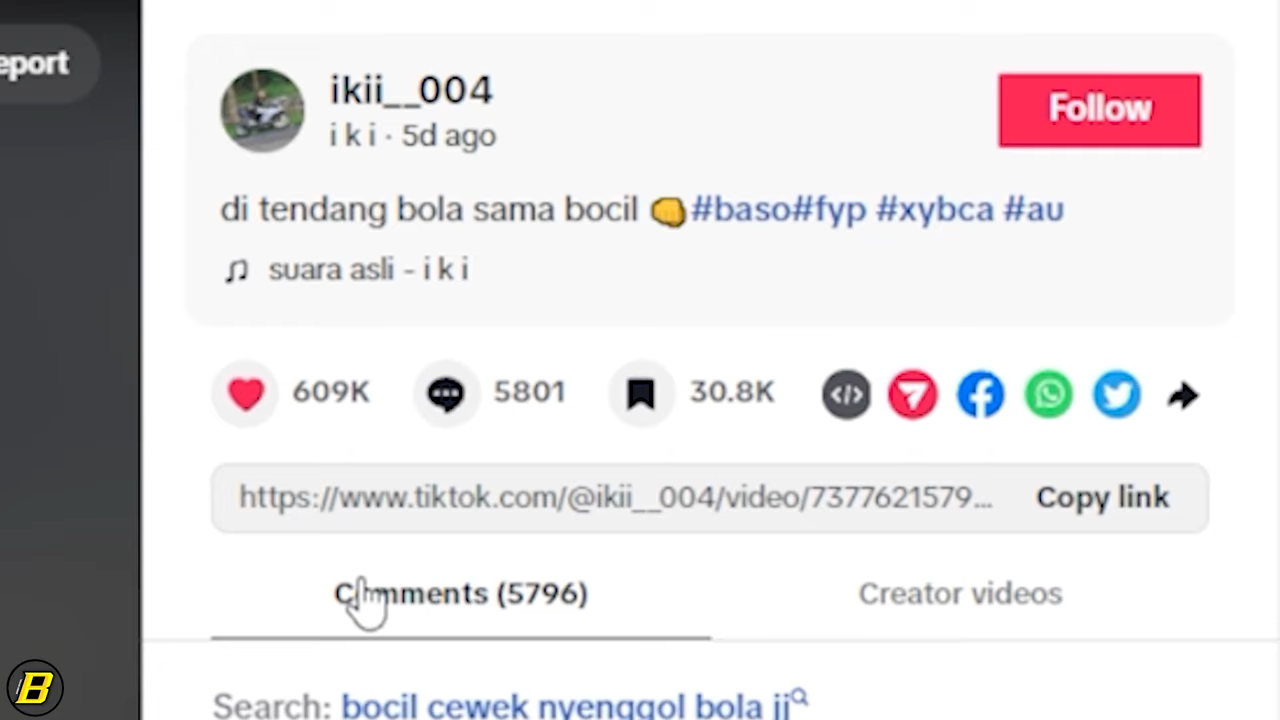 eport
ikii__004
Follow
i k i · 5d ago
di tendang bola sama bocil 👊#baso#fyp #xybca #au
suara asli - i k i
609K
5801
30.8K
https://www.tiktok.com/@ikii__004/video/7377621579...
Copy link
Comments (5796)
Creator videos
Search: bocil cewek nyenggol bola jj
B